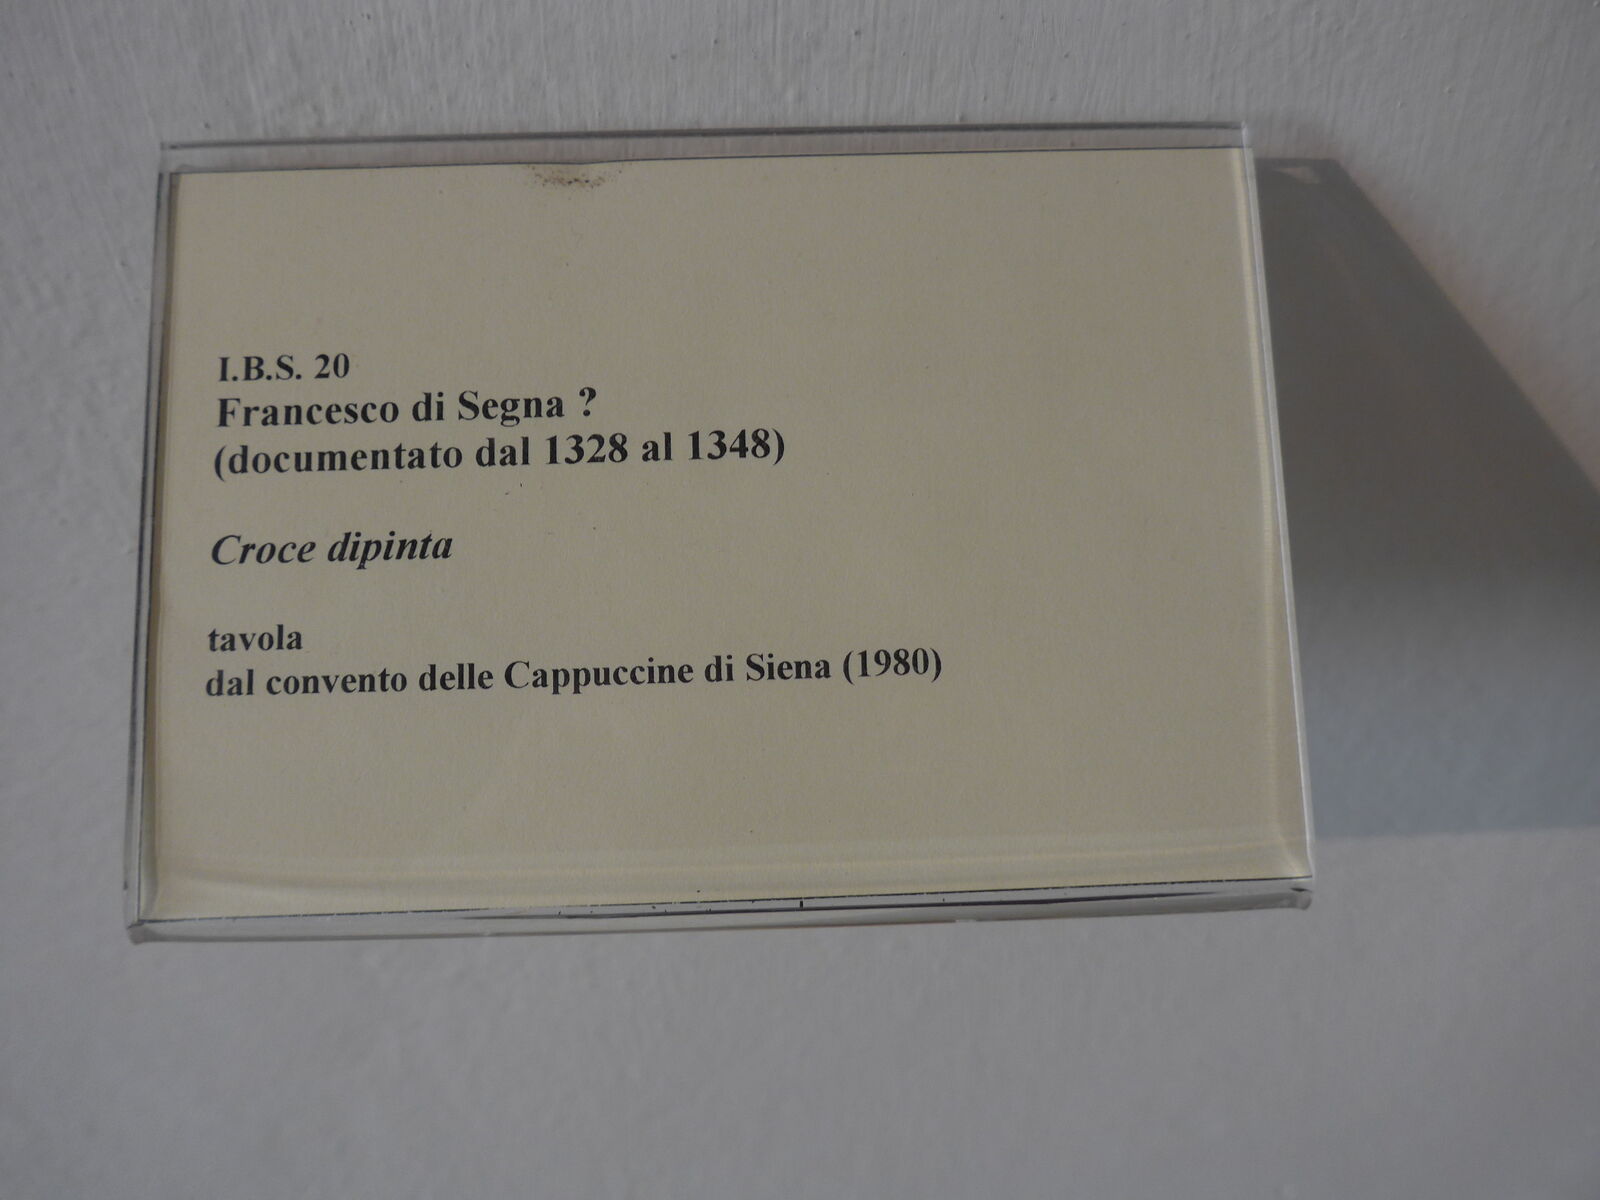 I.B.S. 20
Francesco di Segna ?
(documentato dal 1328 al 1348)
Croce dipinta
tavola
dal convento delle Cappuccine di Siena (1980)